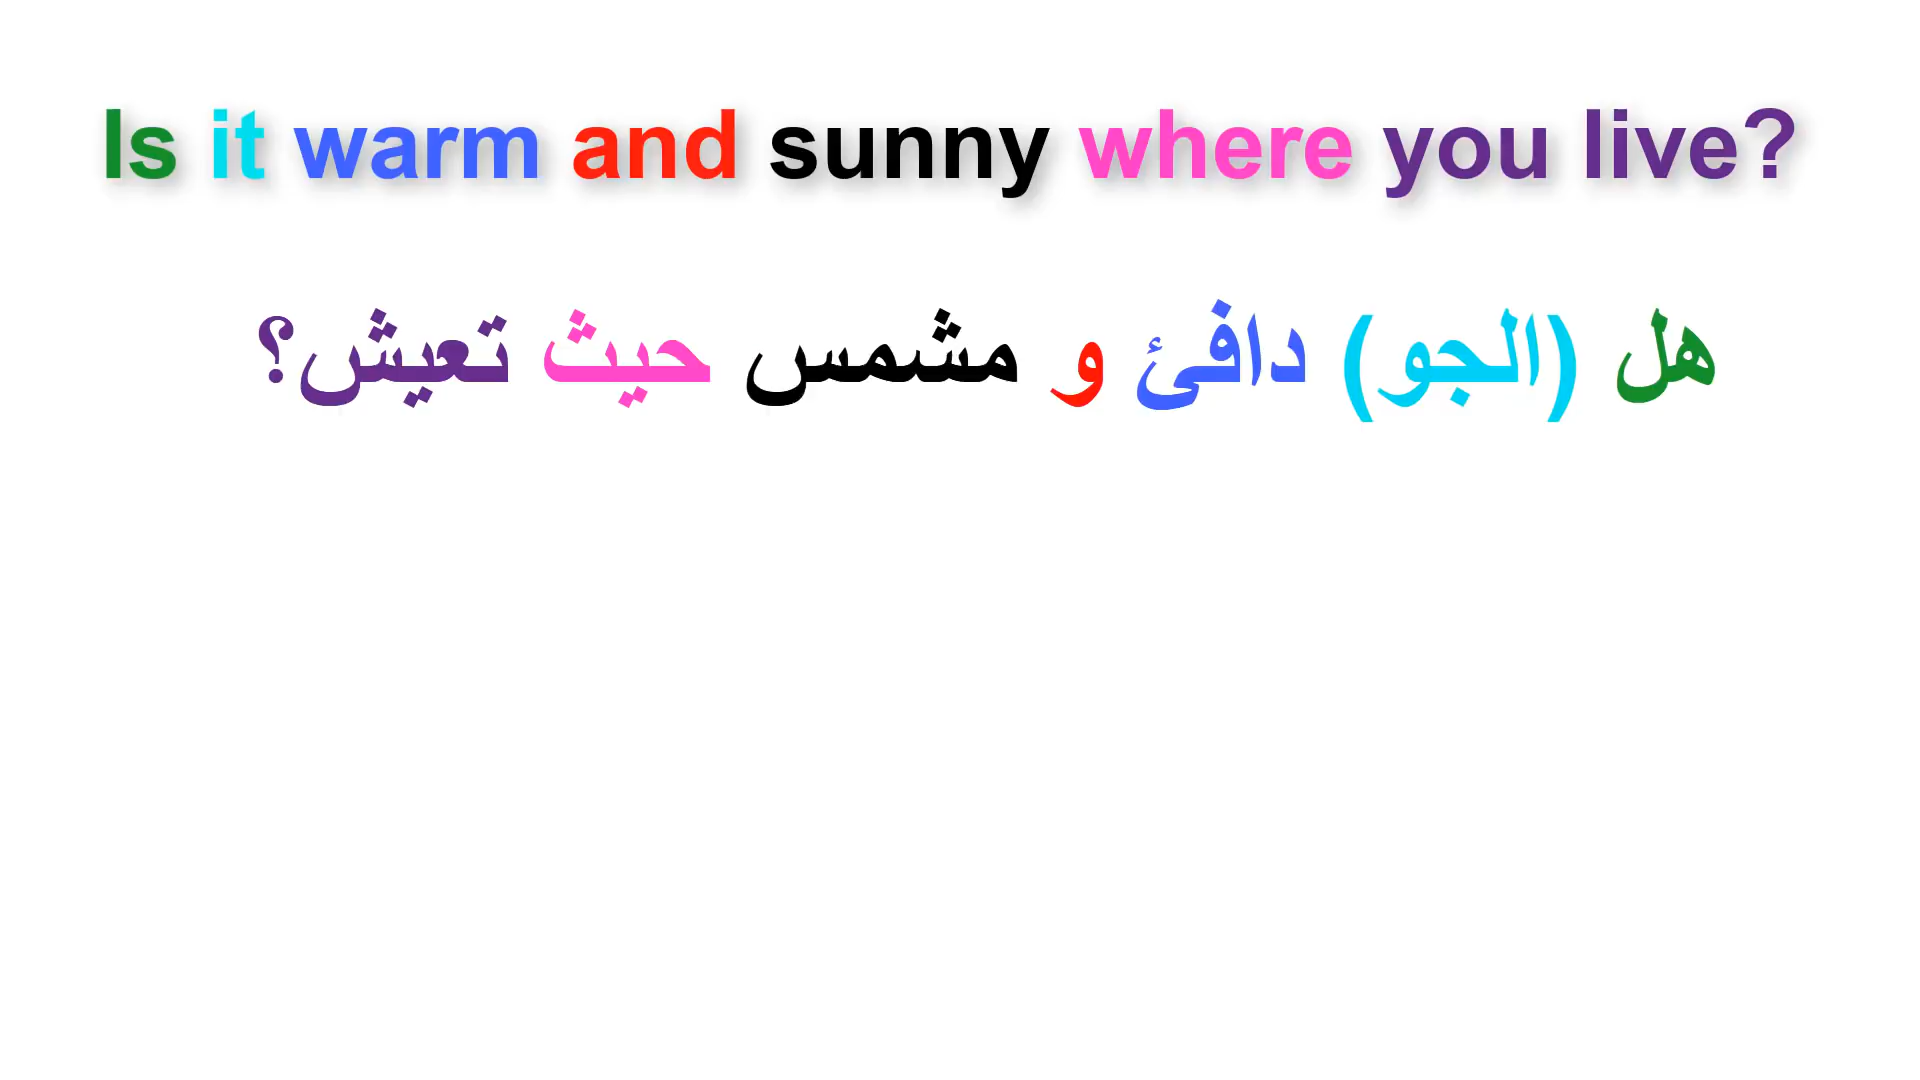 Is it warm and sunny where you live?
هل (الجو) دافئ و مشمس حيث تعيش؟